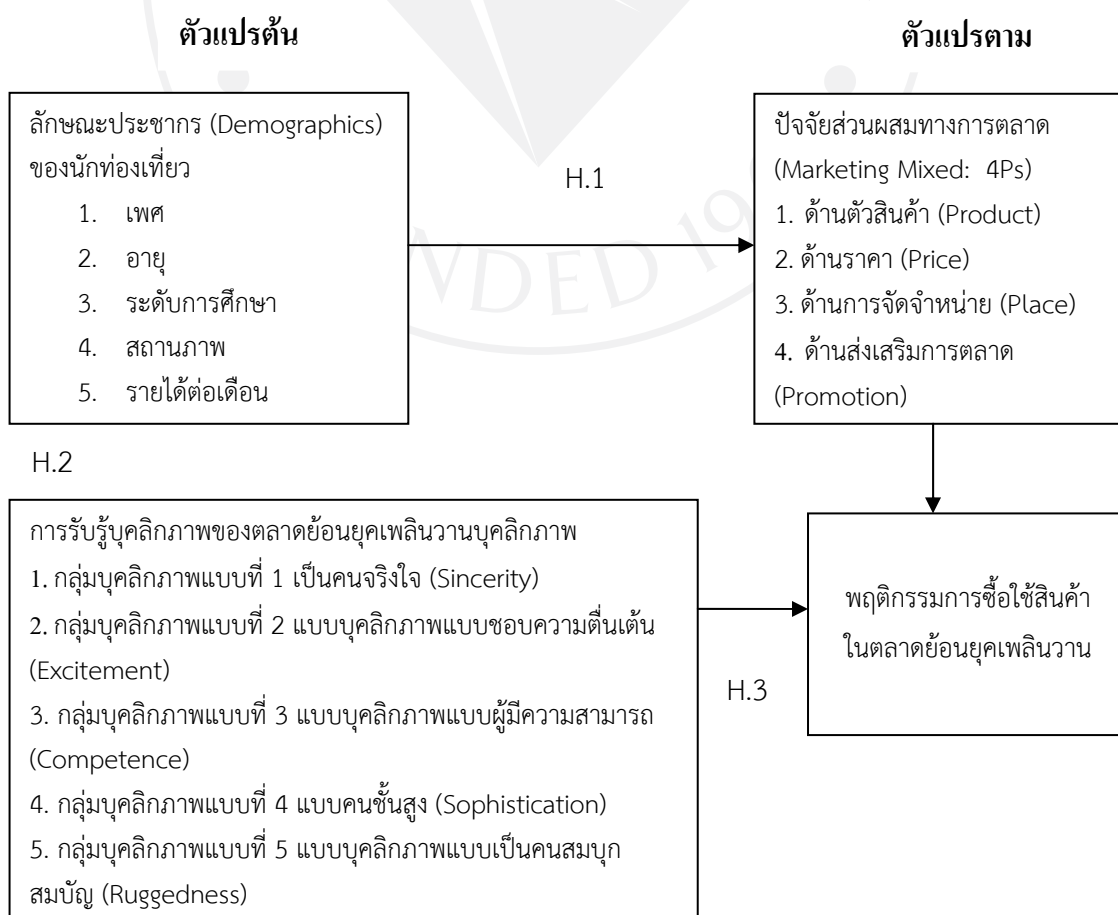 ตัวแปรต้น
ตัวแปรตาม
ลักษณะประชากร (Demographics)
ของนักท่องเที่ยว
1. เพศ
2. อายุ
3. ระดับการศึกษา
4. สถานภาพ
5. รายได้ต่อเดือน
H.1
ปัจจัยส่วนผสมทางการตลาด
(Marketing Mixed: 4Ps)
1. ด้านตัวสินค้า (Product)
2. ด้านราคา (Price)
3. ด้านการจัดจำหน่าย (Place)
4. ด้านส่งเสริมการตลาด
(Promotion)
NDED 19
H.2
การรับรู้บุคลิกภาพของตลาดย้อนยุคเพลินวานบุคลิกภาพ
1. กลุ่มบุคลิกภาพแบบที่ 1 เป็นคนจริงใจ (Sincerity)
2. กลุ่มบุคลิกภาพแบบที่ 2 แบบบุคลิกภาพแบบชอบความตื่นเต้น
(Excitement)
3. กลุ่มบุคลิกภาพแบบที่ 3 แบบบุคลิกภาพแบบผู้มีความสามารถ
(Competence)
4. กลุ่มบุคลิกภาพแบบที่ 4 แบบคนชั้นสูง (Sophistication)
5. กลุ่มบุคลิกภาพแบบที่ 5 แบบบุคลิกภาพแบบเป็นคนสมบุก
สมบัญ (Ruggedness)
H.3
พฤติกรรมการซื้อใช้สินค้า
ในตลาดย้อนยุคเพลินวาน